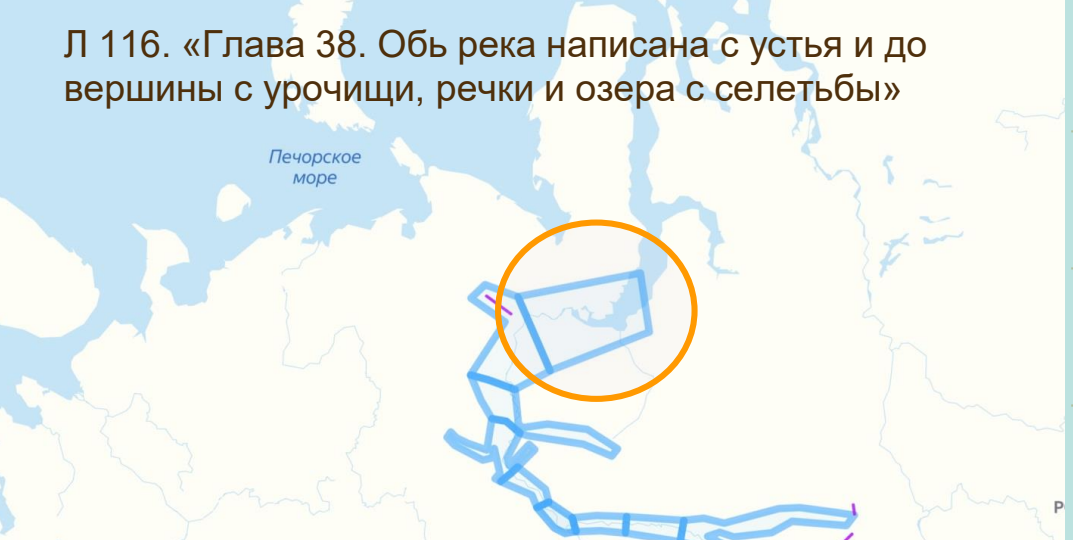 Л 116. «Глава 38. Обь река написана с устья и до
вершины с урочищи, речки и озера с селетьбы»
Печорское
море